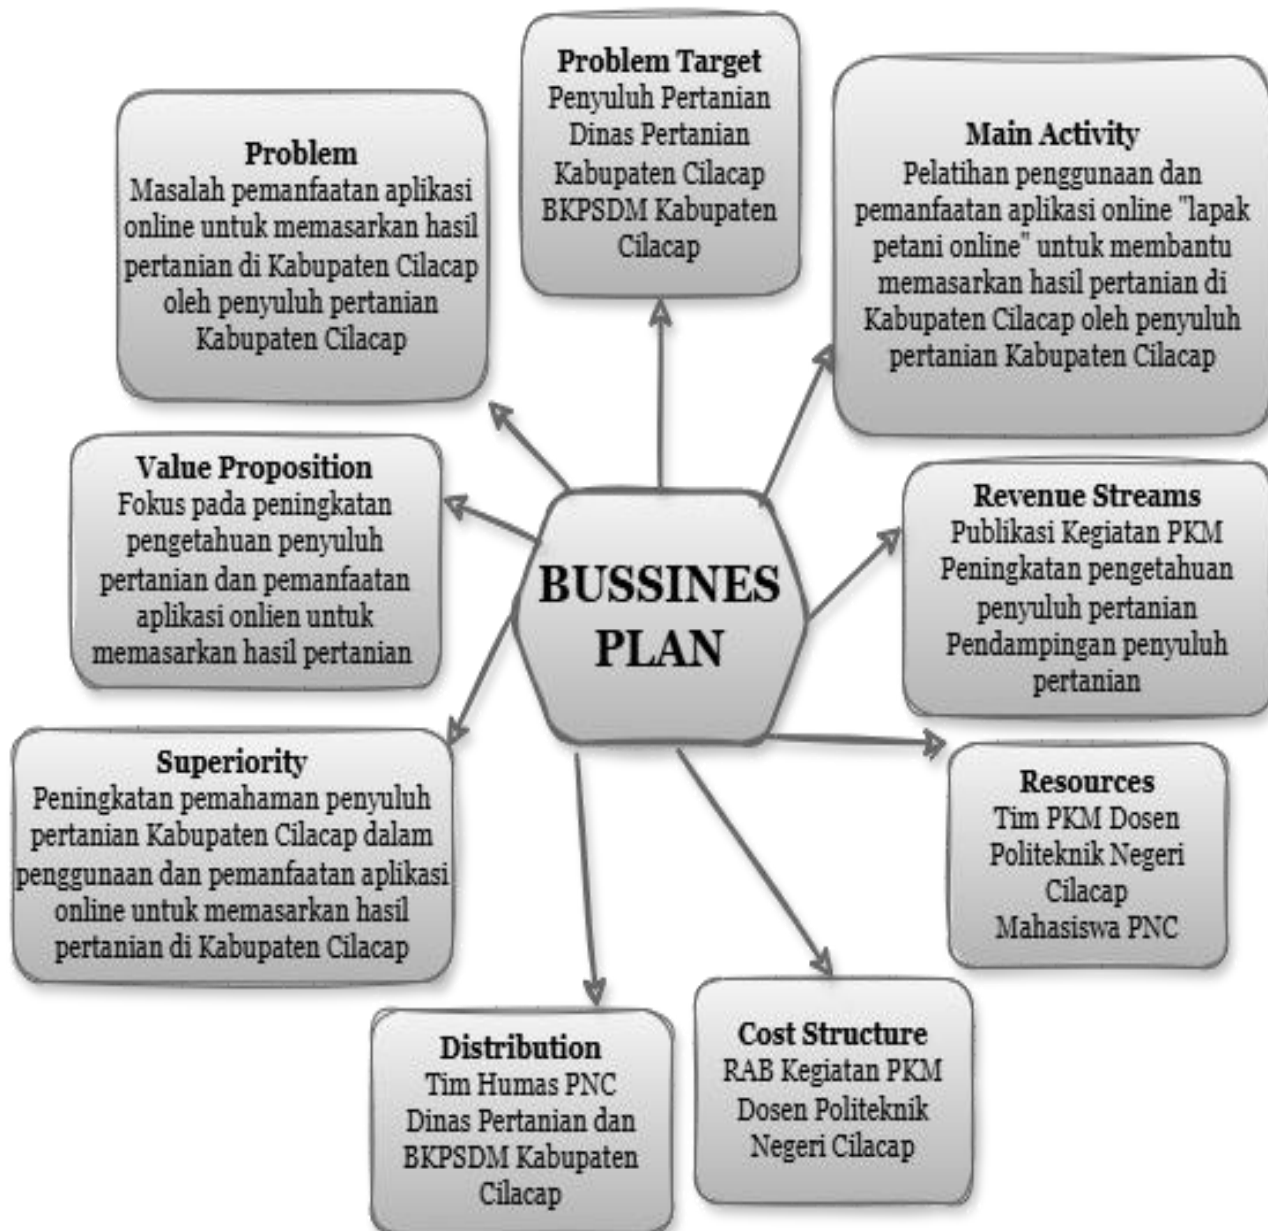 Problem Target
Penyuluh Pertanian
Dinas Pertanian
Kabupaten Cilacap
BKPSDM Kabupaten
Cilacap
Main Activity
Pelatihan penggunaan dan
pemanfaatan aplikasi online "lapak
petani online" untuk membantu
memasarkan hasil pertanian di
Kabupaten Cilacap oleh penyuluh
pertanian Kabupaten Cilacap
Problem
Masalah pemanfaatan aplikasi
online untuk memasarkan hasil
pertanian di Kabupaten Cilacap
oleh penyuluh pertanian
Kabupaten Cilacap
Value Proposition
Fokus pada peningkatan
pengetahuan penyuluh
pertanian dan pemanfaatan
aplikasi onlien untuk
memasarkan hasil pertanian
BUSSINES
PLAN
Revenue Streams
Publikasi Kegiatan PKM
Peningkatan pengetahuan
penyuluh pertanian
Pendampingan penyuluh
pertanian
Superiority
Peningkatan pemahaman penyuluh
pertanian Kabupaten Cilacap dalam
penggunaan dan pemanfaatan aplikasi
online untuk memasarkan hasil
pertanian di Kabupaten Cilacap
Resources
Tim PKM Dosen
Politeknik Negeri
Cilacap
Mahasiswa PNC
Distribution
Tim Humas PNC
Dinas Pertanian dan
BKPSDM Kabupaten
Cilacap
Cost Structure
RAB Kegiatan PKM
Dosen Politeknik
Negeri Cilacap